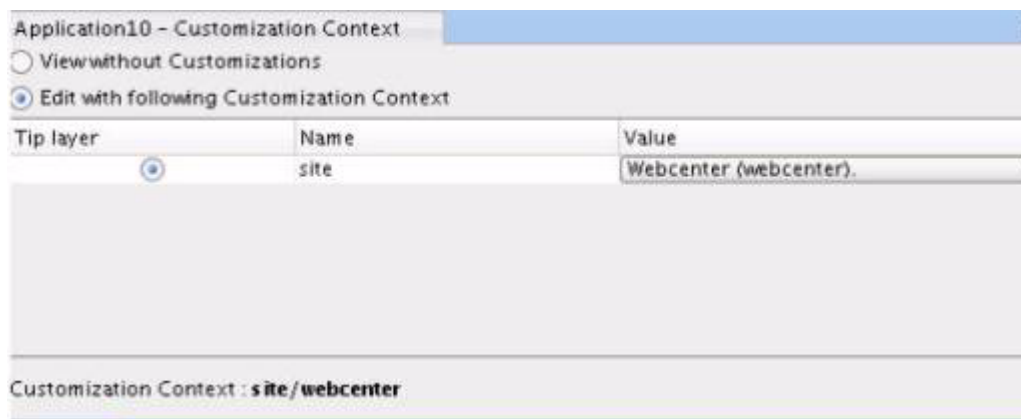 Application10 - Customization Context
View without Customizations
Edit with following Customization Context
Tip layer Name Value
site Webcenter (webcenter).
Customization Context : site/webcenter